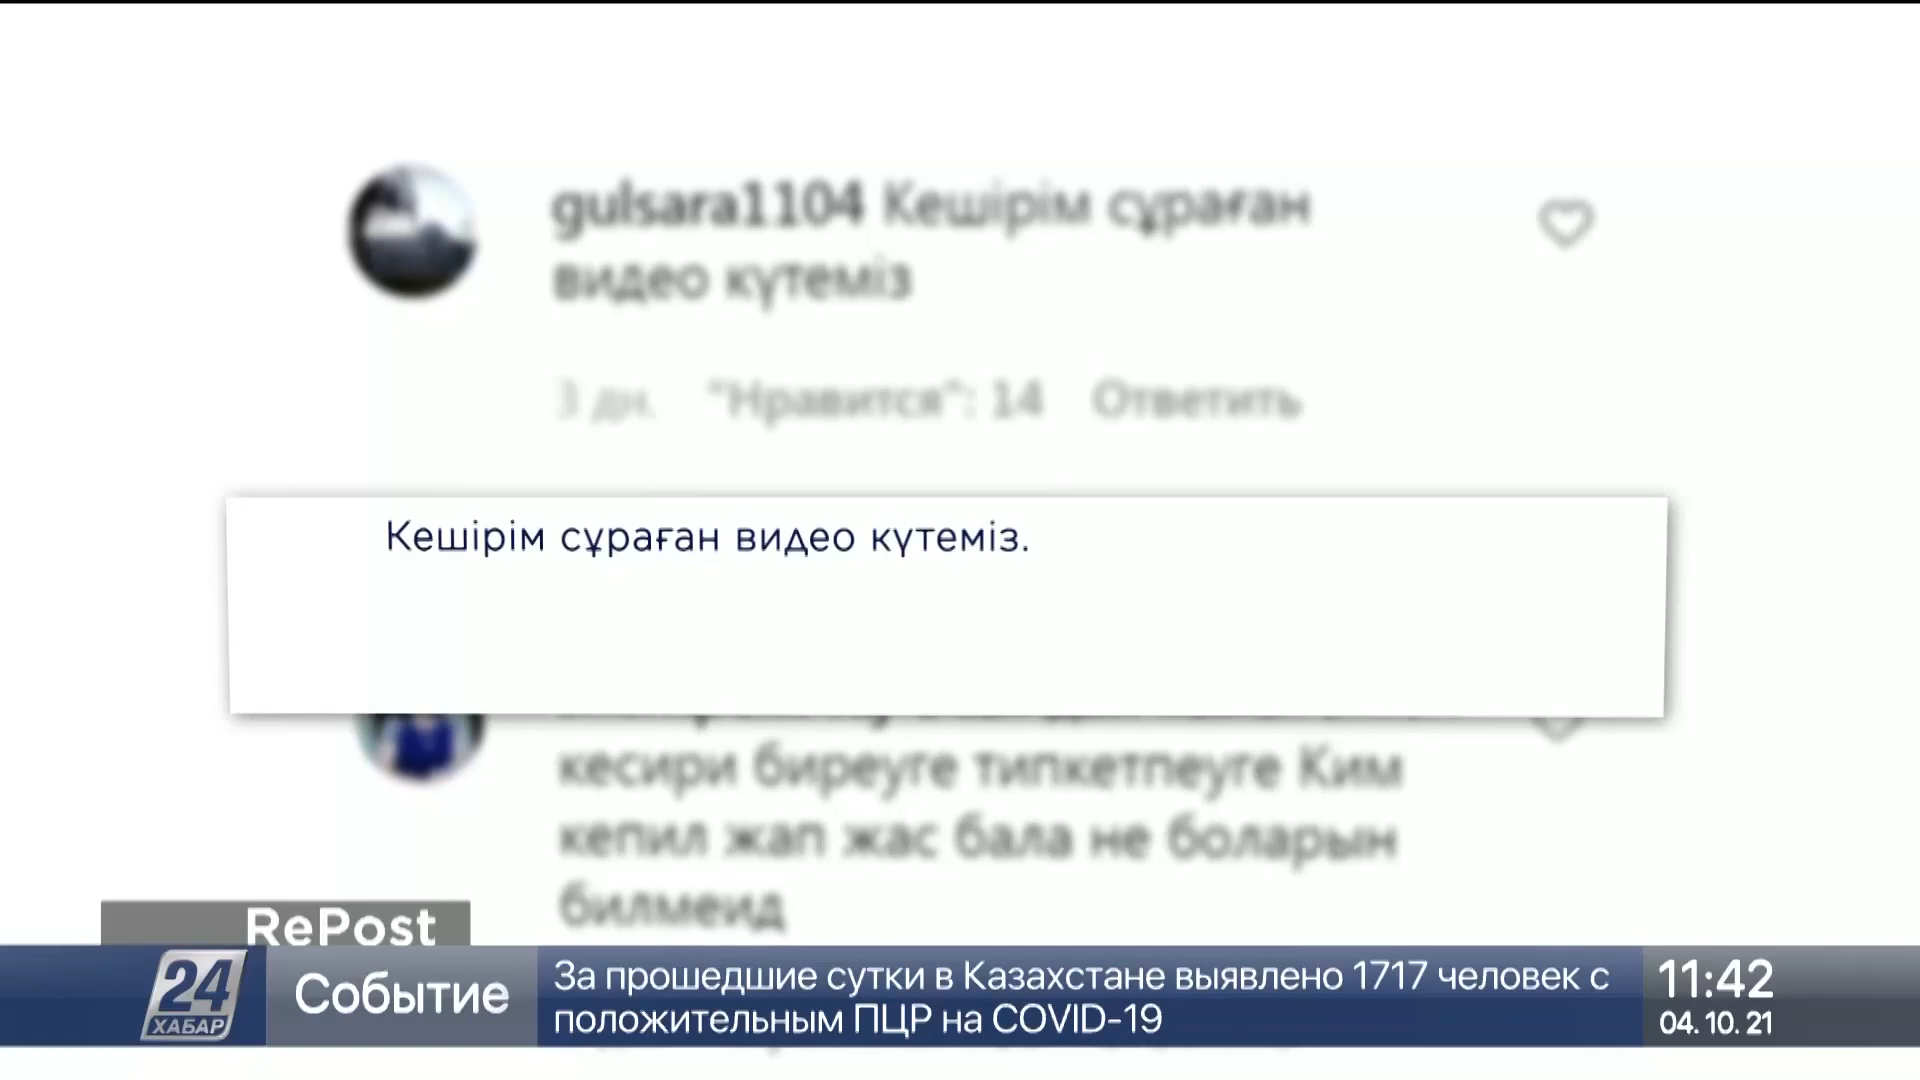 gulsara1104 Кешірім сұраған
видео күтеміз
3 дн. "Нравится": 14 Ответить
Кешірім сұраған видео күтеміз.
кесири биреуге типкетпеуге Ким
кепил жап жас бала не боларын
билмеид
RePost
24
ХАБАР
Событие
За прошедшие сутки в Казахстане выявлено 1717 человек с
положительным ПЦР на COVID-19
11:42
04. 10. 21